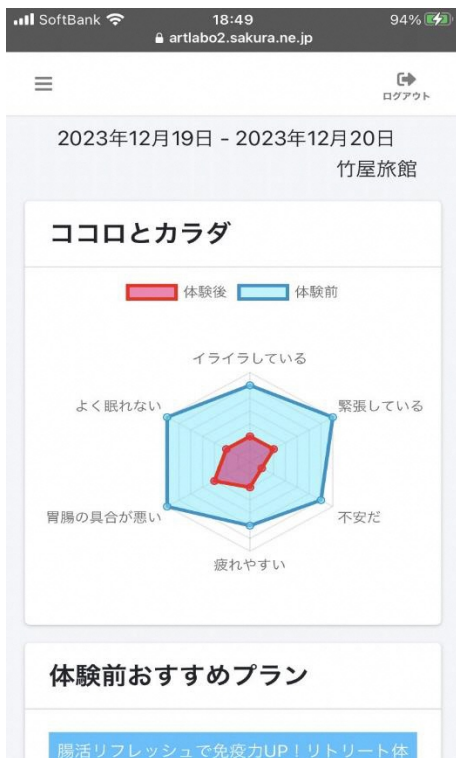 SoftBank 18:49 94%
artlabo2.sakura.ne.jp
ログアウト
2023年12月19日 - 2023年12月20日
竹屋旅館
ココロとカラダ
体験後 体験前
イライラしている
よく眠れない 緊張している
胃腸の具合が悪い 不安だ
疲れやすい
体験前おすすめプラン
腸活リフレッシュで免疫力UP！リトリート体